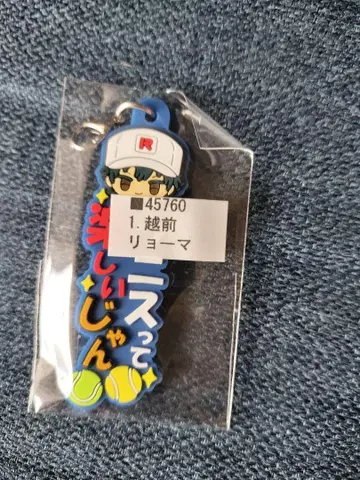 R
■45760
1.越前
リョーマ
ニスって
楽しい
じゃん